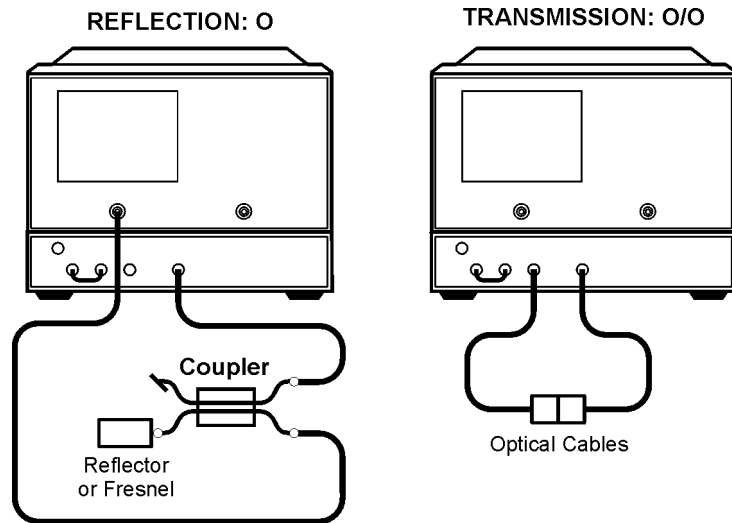 REFLECTION: O
TRANSMISSION: O/O
Coupler
Reflector
or Fresnel
Optical Cables